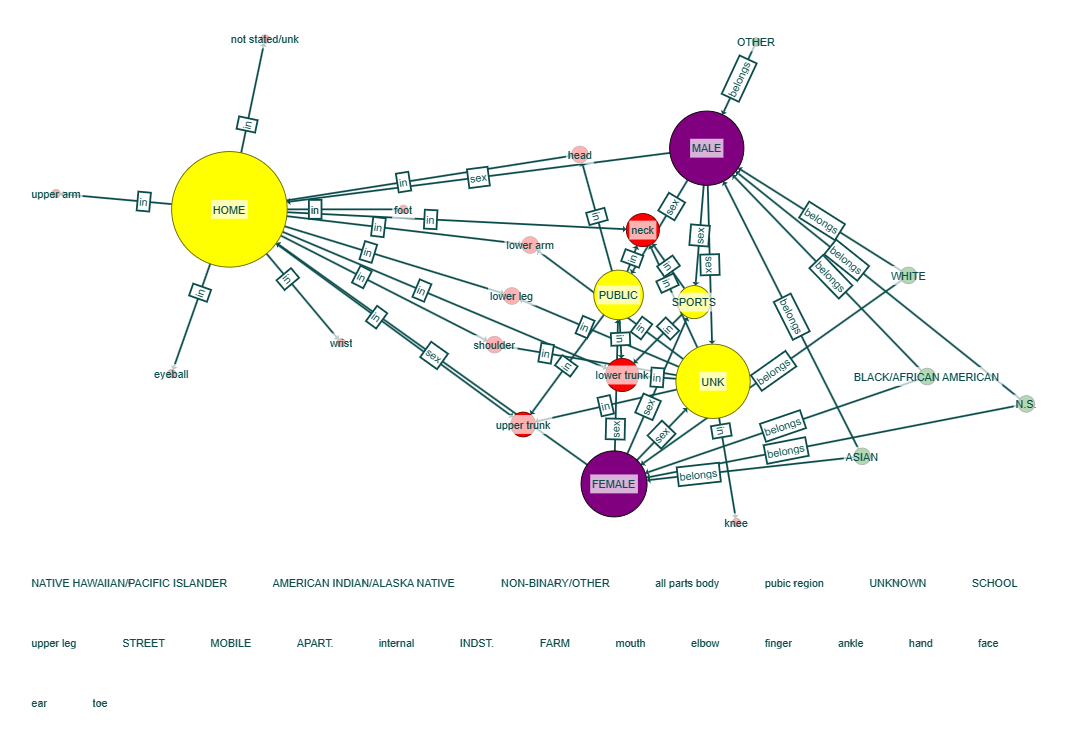 not stated/unk
OTHER
belongs
in
MALE
head
in
sex
upper arm
in
HOME
in
foot
in
in
sex
in
neck
belongs
lower arm
sex
belongs
in
in
sex
in
belongs
WHITE
in
in
in
in
PUBLIC
SPORTS
lower leg
in
belongs
in
in
in
in
in
wrist
shoulder
in
sex
in
eyeball
lower trunk
in
UNK
belongs
BLACK/AFRICAN AMERICAN
in
sex
N.S.
upper trunk
sex
sex
in
belongs
belongs
ASIAN
FEMALE
belongs
knee
NATIVE HAWAIIAN/PACIFIC ISLANDER AMERICAN INDIAN/ALASKA NATIVE NON-BINARY/OTHER all parts body pubic region UNKNOWN SCHOOL
upper leg STREET MOBILE APART. internal INDST. FARM mouth elbow finger ankle hand face
ear toe